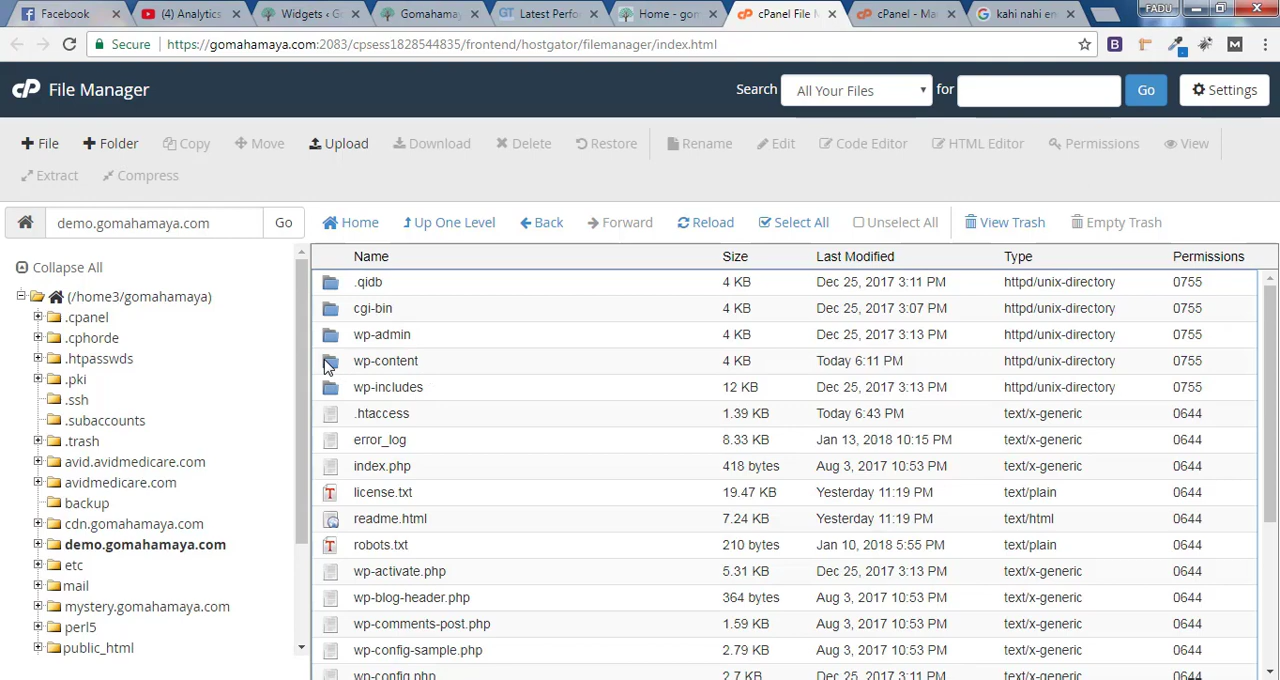 Facebook
(4) Analytics
Widgets ‹ G
Gomahamay
Latest Perfo
Home - gom
cPanel File M
cPanel - Ma
kahi nahi en
FADU
Secure
https://gomahamaya.com:2083/cpsess1828544835/frontend/hostgator/filemanager/index.html
cP File Manager
Search All Your Files for Go Settings
File Folder Copy Move Upload Download Delete Restore Rename Edit Code Editor HTML Editor Permissions View
Extract Compress
demo.gomahamaya.com Go Home Up One Level Back Forward Reload Select All Unselect All View Trash Empty Trash
Collapse All
(/home3/gomahamaya)
.cpanel
.cphorde
.htpasswds
.pki
.ssh
.subaccounts
.trash
avid.avidmedicare.com
avidmedicare.com
backup
cdn.gomahamaya.com
demo.gomahamaya.com
etc
mail
mystery.gomahamaya.com
perl5
public_html
Name Size Last Modified Type Permissions
.qidb 4 KB Dec 25, 2017 3:11 PM httpd/unix-directory 0755
cgi-bin 4 KB Dec 25, 2017 3:07 PM httpd/unix-directory 0755
wp-admin 4 KB Dec 25, 2017 3:13 PM httpd/unix-directory 0755
wp-content 4 KB Today 6:11 PM httpd/unix-directory 0755
wp-includes 12 KB Dec 25, 2017 3:13 PM httpd/unix-directory 0755
.htaccess 1.39 KB Today 6:43 PM text/x-generic 0644
error_log 8.33 KB Jan 13, 2018 10:15 PM text/x-generic 0644
index.php 418 bytes Aug 3, 2017 10:53 PM text/x-generic 0644
license.txt 19.47 KB Yesterday 11:19 PM text/plain 0644
readme.html 7.24 KB Yesterday 11:19 PM text/html 0644
robots.txt 210 bytes Jan 10, 2018 5:55 PM text/plain 0644
wp-activate.php 5.31 KB Dec 25, 2017 3:13 PM text/x-generic 0644
wp-blog-header.php 364 bytes Aug 3, 2017 10:53 PM text/x-generic 0644
wp-comments-post.php 1.59 KB Aug 3, 2017 10:53 PM text/x-generic 0644
wp-config-sample.php 2.79 KB Aug 3, 2017 10:53 PM text/x-generic 0644
wp-config.php 2.7 KB Dec 25, 2017 3:11 PM text/x-generic 0644